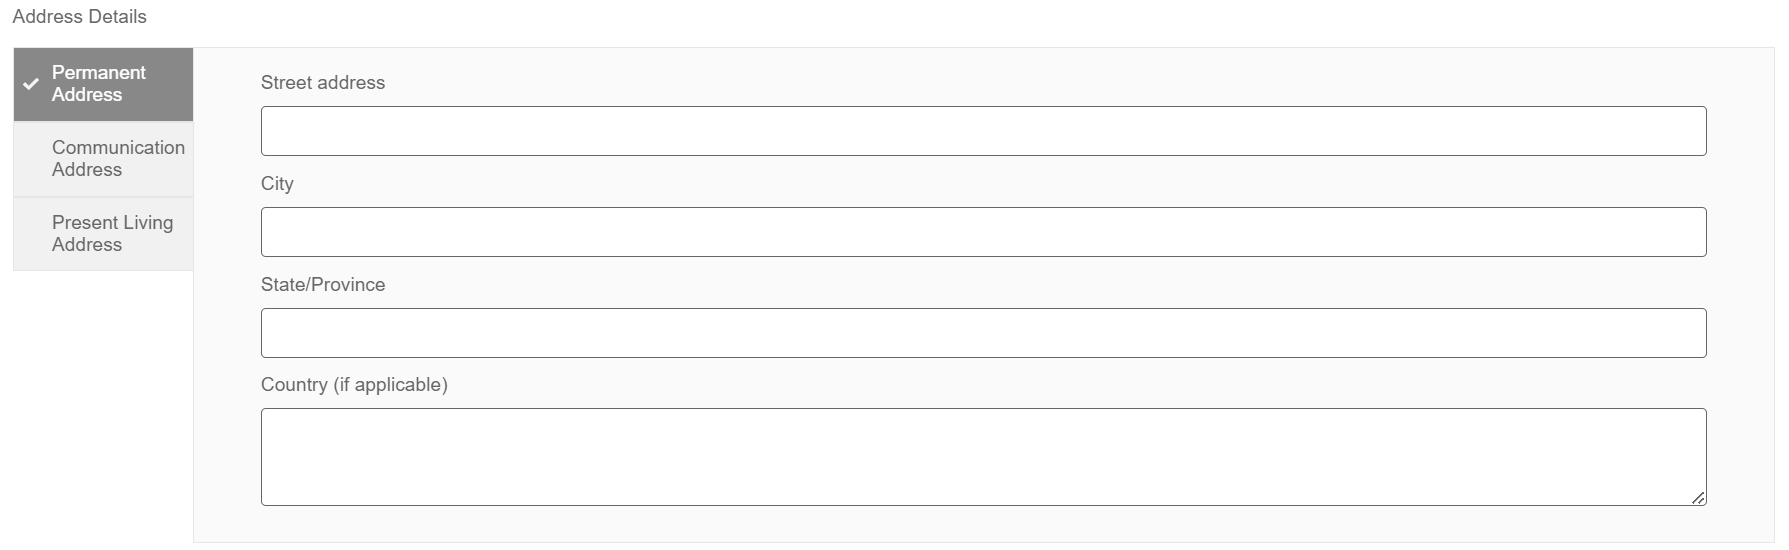 Address Details
Permanent
Address
Communication
Address
Present Living
Address
Street address
City
State/Province
Country (if applicable)